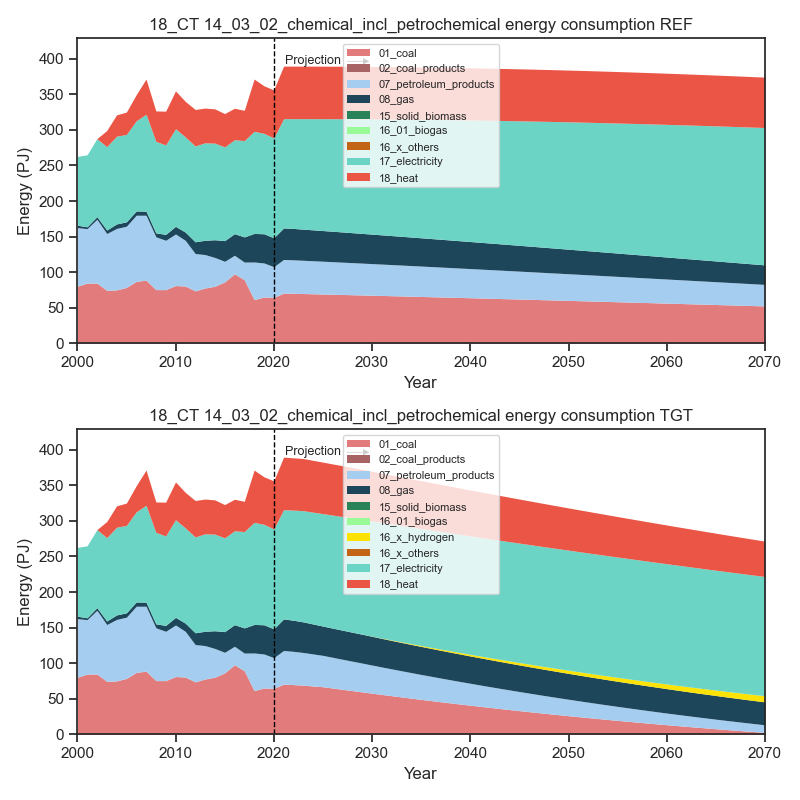 18_CT 14_03_02_chemical_incl_petrochemical energy consumption REF
Energy (PJ)
400
350
300
250
200
150
100
50
0
Projection
01_coal
02_coal_products
07_petroleum_products
08_gas
15_solid_biomass
16_01_biogas
16_x_others
17_electricity
18_heat
2000 2010 2020 2030 2040 2050 2060 2070
Year
18_CT 14_03_02_chemical_incl_petrochemical energy consumption TGT
Energy (PJ)
400
350
300
250
200
150
100
50
0
Projection
01_coal
02_coal_products
07_petroleum_products
08_gas
15_solid_biomass
16_01_biogas
16_x_hydrogen
16_x_others
17_electricity
18_heat
2000 2010 2020 2030 2040 2050 2060 2070
Year